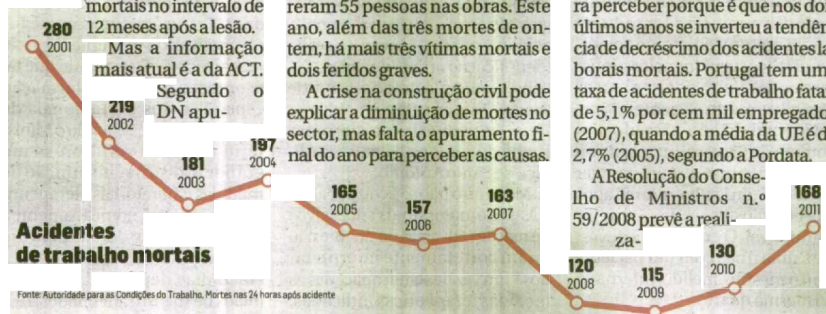 mortais no intervalo de
12 meses após a lesão.
Mas a informação
mais atual é a da ACT.
Segundo o
DN apu-
reram 55 pessoas nas obras. Este
ano, além das três mortes de on-
tem, há mais três vítimas mortais e
dois feridos graves.
A crise na construção civil pode
explicar a diminuição de mortes no
sector, mas falta o apuramento fi-
nal do ano para perceber as causas.
ra perceber porque é que nos
últimos anos se inverteu a
cia de decréscimo dos acidentes
borais mortais. Portugal tem
taxa de acidentes de trabalho
de 5,1% por cem mil
(2007), quando a média da UE é
2,7% (2005), segundo a Pordata.
A Resolução do Conse-
lho de Ministros n.º
59/2008 prevê a reali-
za-
280
2001
219
2002
181
2003
197
2004
165
2005
157
2006
163
2007
120
2008
115
2009
130
2010
168
2011
Acidentes
de trabalho mortais
Fonte: Autoridade para as Condições do Trabalho. Mortes nas 24 horas após acidente